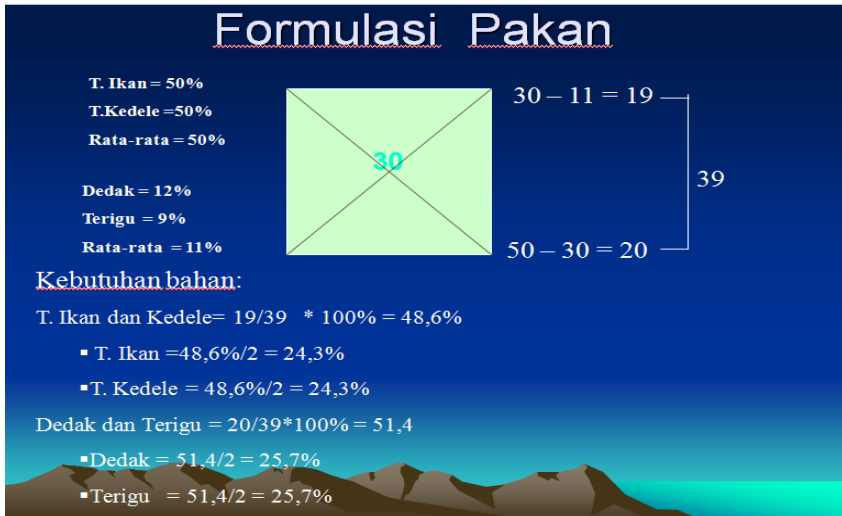 Formulasi Pakan
T. Ikan = 50%
T.Kedele =50%
Rata-rata = 50%
Dedak = 12%
Terigu = 9%
Rata-rata =11%
30
30 – 11 = 19
39
50 – 30 = 20
Kebutuhan bahan:
T. Ikan dan Kedele= 19/39 * 100% = 48,6%
▪ T. Ikan =48,6%/2 = 24,3%
▪T. Kedele = 48,6%/2 = 24,3%
Dedak dan Terigu = 20/39*100% = 51,4
▪Dedak = 51,4/2 = 25,7%
▪Terigu = 51,4/2 = 25,7%